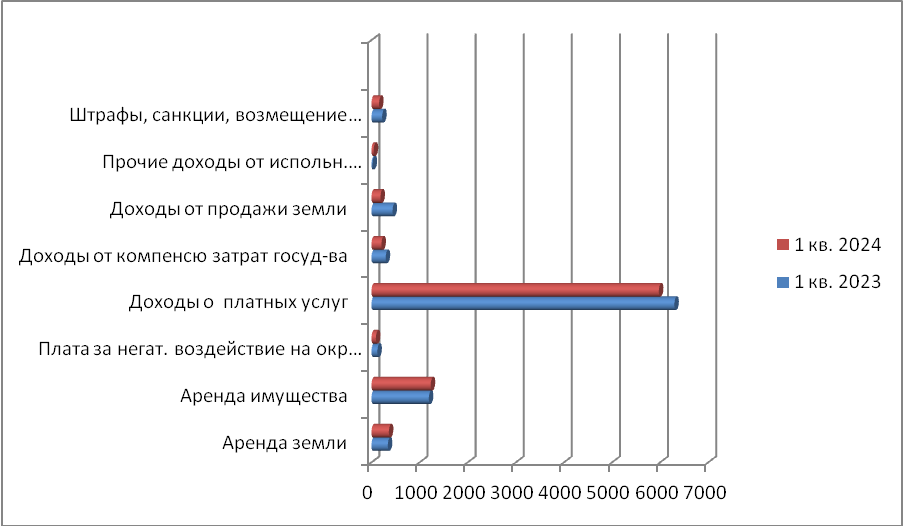 Штрафы, санкции, возмещение...
Прочие доходы от использн....
Доходы от продажи земли
Доходы от компенсю затрат госуд-ва
Доходы о  платных услуг
Плата за негат. воздействие на окр...
Аренда имущества
Аренда земли
0 1000 2000 3000 4000 5000 6000 7000
1 кв. 2024
1 кв. 2023